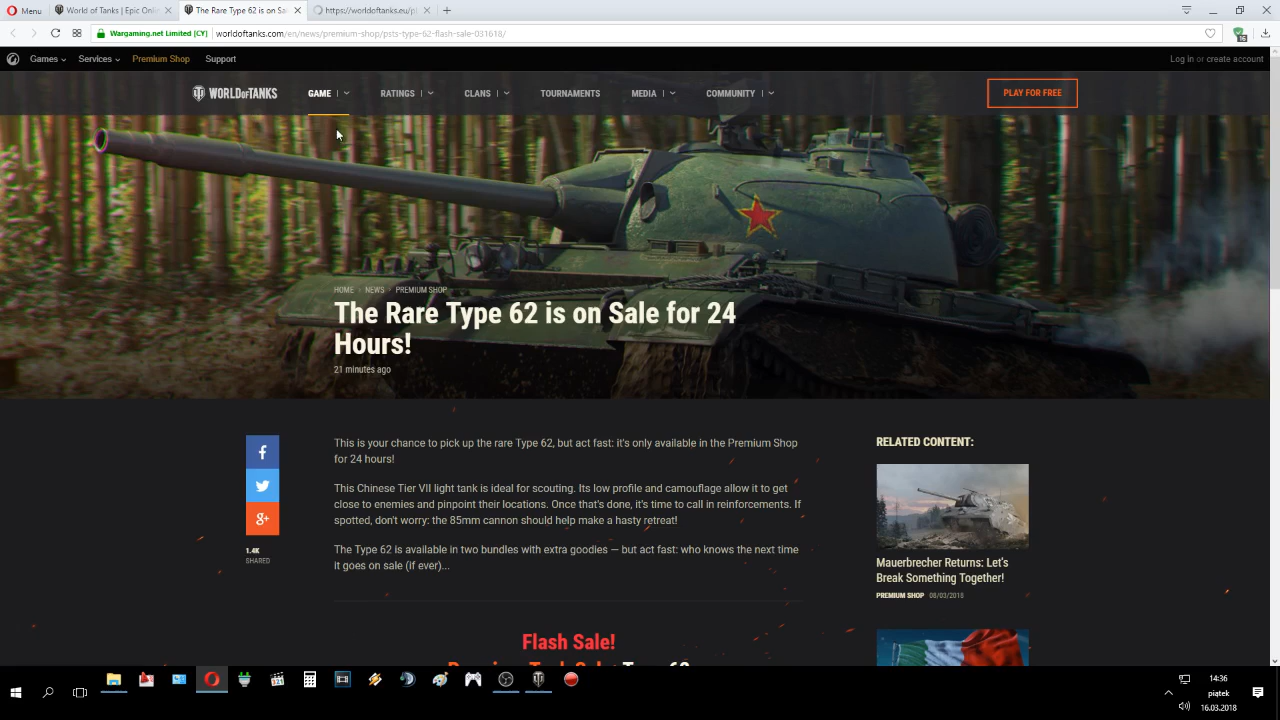 Menu
World of Tanks | Epic Onlin
The Rare Type 62 is on Sa
https://worldoftanks.eu/pl
Wargaming.net Limited [CY]
worldoftanks.com/en/news/premium-shop/psts-type-62-flash-sale-031618/
Games
Services
Premium Shop
Support
Log in or create account
WORLD OF TANKS
GAME
RATINGS
CLANS
TOURNAMENTS
MEDIA
COMMUNITY
PLAY FOR FREE
HOME
NEWS
PREMIUM SHOP
The Rare Type 62 is on Sale for 24
Hours!
21 minutes ago
1.4K
SHARED
This is your chance to pick up the rare Type 62, but act fast: it's only available in the Premium Shop
for 24 hours!
This Chinese Tier VII light tank is ideal for scouting. Its low profile and camouflage allow it to get
close to enemies and pinpoint their locations. Once that's done, it's time to call in reinforcements. If
spotted, don't worry: the 85mm cannon should help make a hasty retreat!
The Type 62 is available in two bundles with extra goodies — but act fast: who knows the next time
it goes on sale (if ever)...
Flash Sale!
RELATED CONTENT:
Mauerbrecher Returns: Let's
Break Something Together!
PREMIUM SHOP 08/03/2018
14:36
piątek
16.03.2018